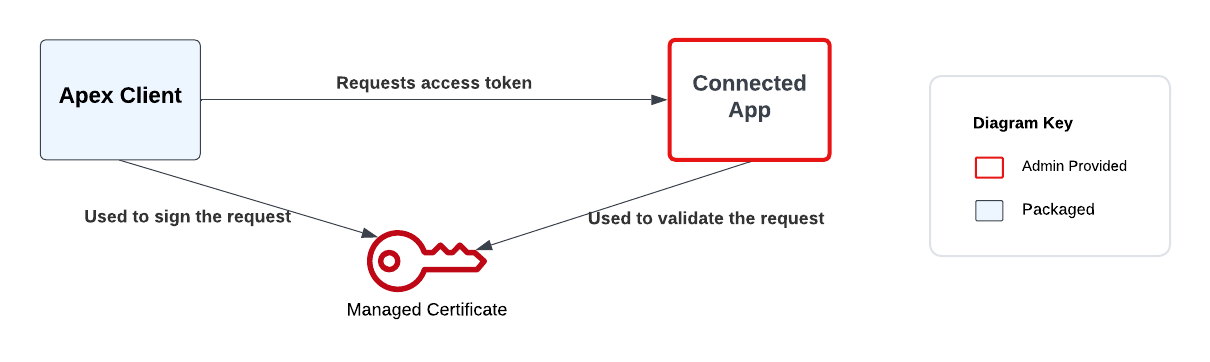 Apex Client
Requests access token
Connected
App
Used to sign the request
Used to validate the request
Managed Certificate
Diagram Key
Admin Provided
Packaged